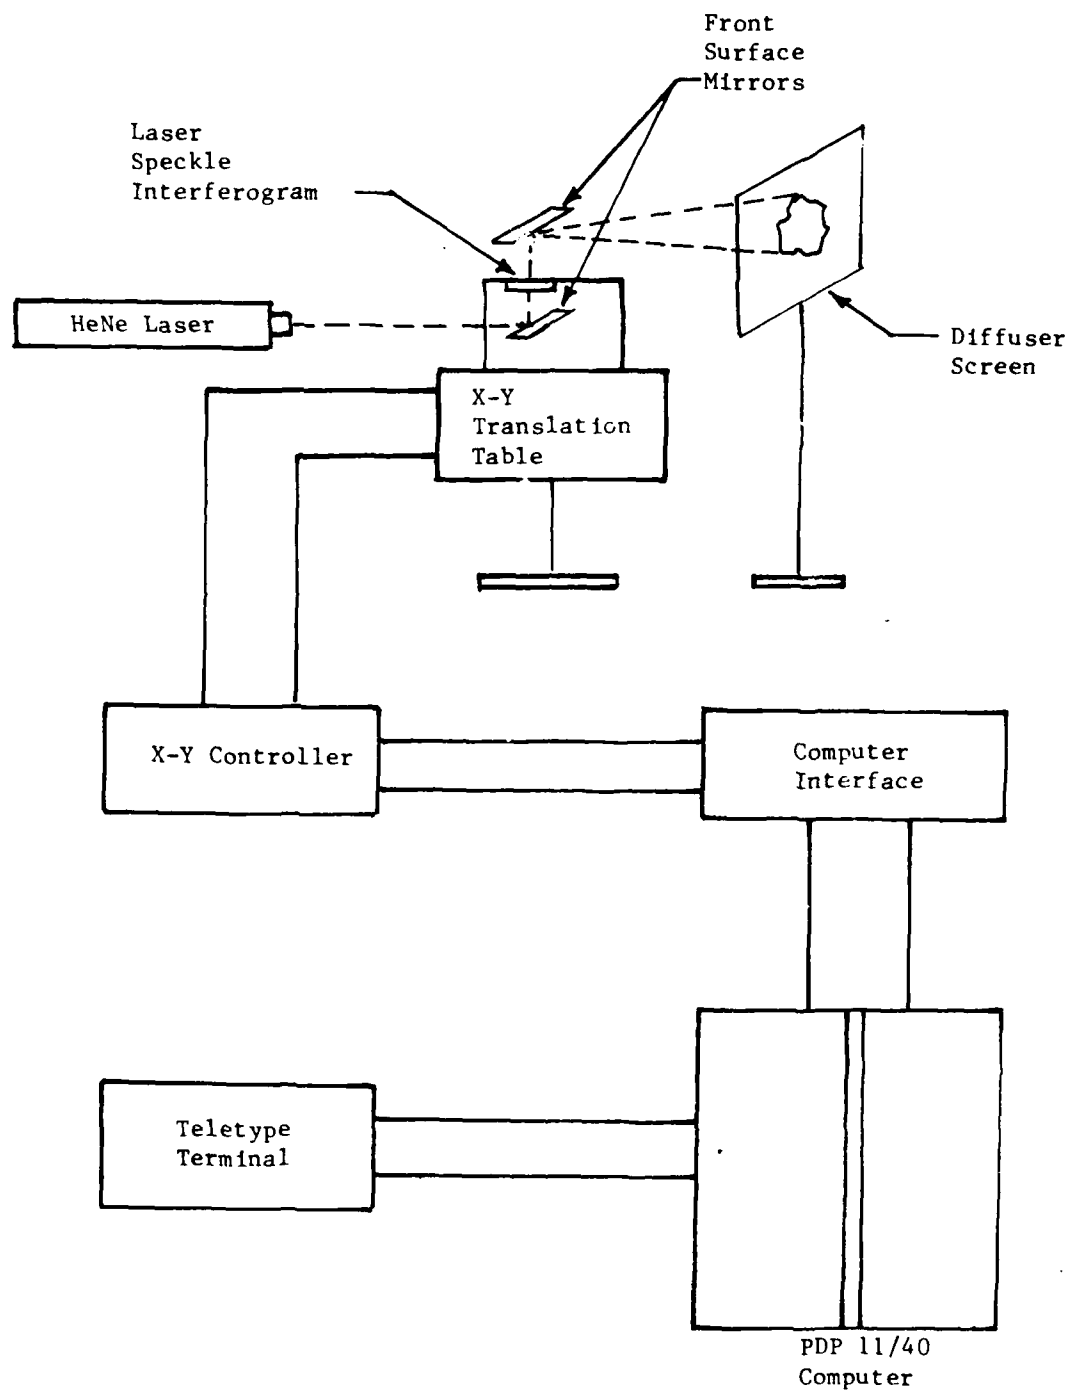 Front
Surface
Mirrors
Laser
Speckle
Interferogram
HeNe Laser
Diffuser
Screen
X-Y
Translation
Table
X-Y Controller
Computer
Interface
Teletype
Terminal
PDP 11/40
Computer